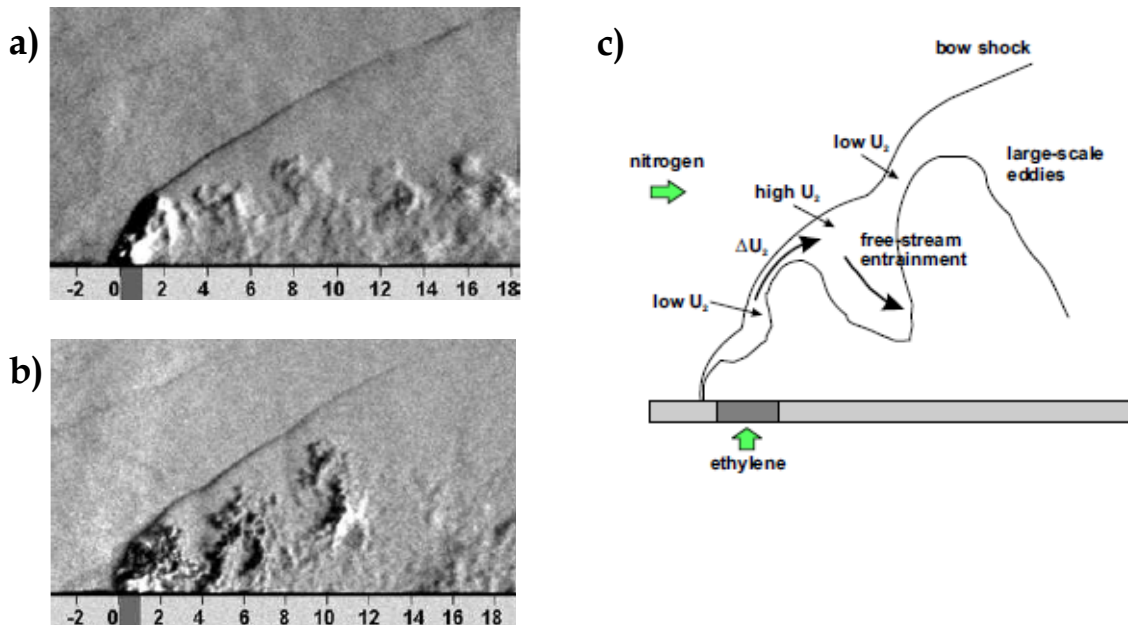 a)
-2 0 2 4 6 8 10 12 14 16 18
b)
-2 0 2 4 6 8 10 12 14 16 18
c)
bow shock
low U₂
nitrogen
large-scale
eddies
high U₂
ΔU₂
free-stream
entrainment
low U₂
ethylene